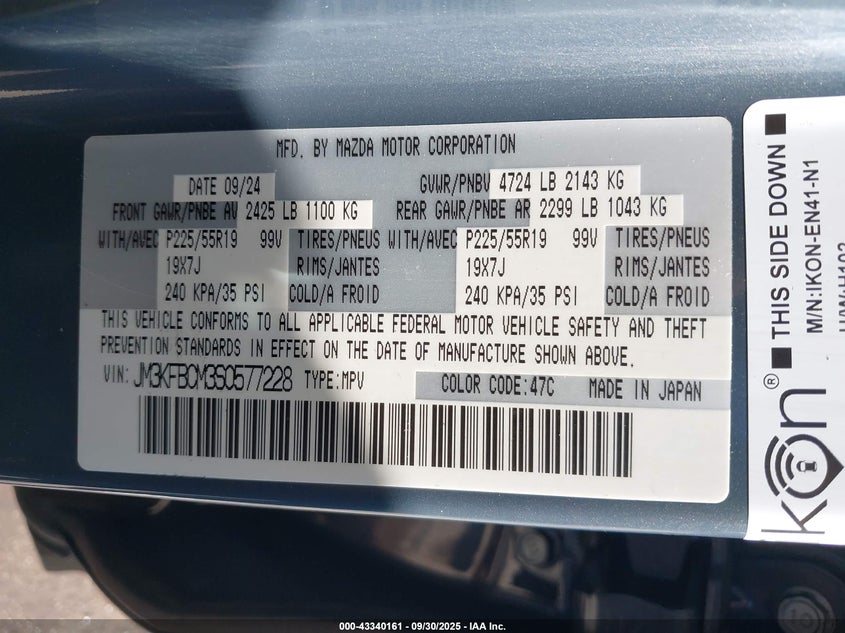 MFD. BY MAZDA MOTOR CORPORATION
DATE 09/24 GVWR/PNBV 4724 LB 2143 KG
FRONT GAWR/PNBE AV 2425 LB 1100 KG REAR GAWR/PNBE AR 2299 LB 1043 KG
WITH/AVEC P225/55R19 99V TIRES/PNEUS WITH/AVEC P225/55R19 99V TIRES/PNEUS
19X7J RIMS/JANTES 19X7J RIMS/JANTES
240 KPA/35 PSI COLD/A FROID 240 KPA/35 PSI COLD/A FROID
THIS VEHICLE CONFORMS TO ALL APPLICABLE FEDERAL MOTOR VEHICLE SAFETY AND THEFT
PREVENTION STANDARDS IN EFFECT ON THE DATE OF MANUFACTURE SHOWN ABOVE.
VIN: JM3KFBCM3S0577228 TYPE:MPV COLOR CODE:47C MADE IN JAPAN
THIS SIDE DOWN
M/N:IKON-EN41-N1
ikon®
000-43340161 - 09/30/2025 - IAA Inc.